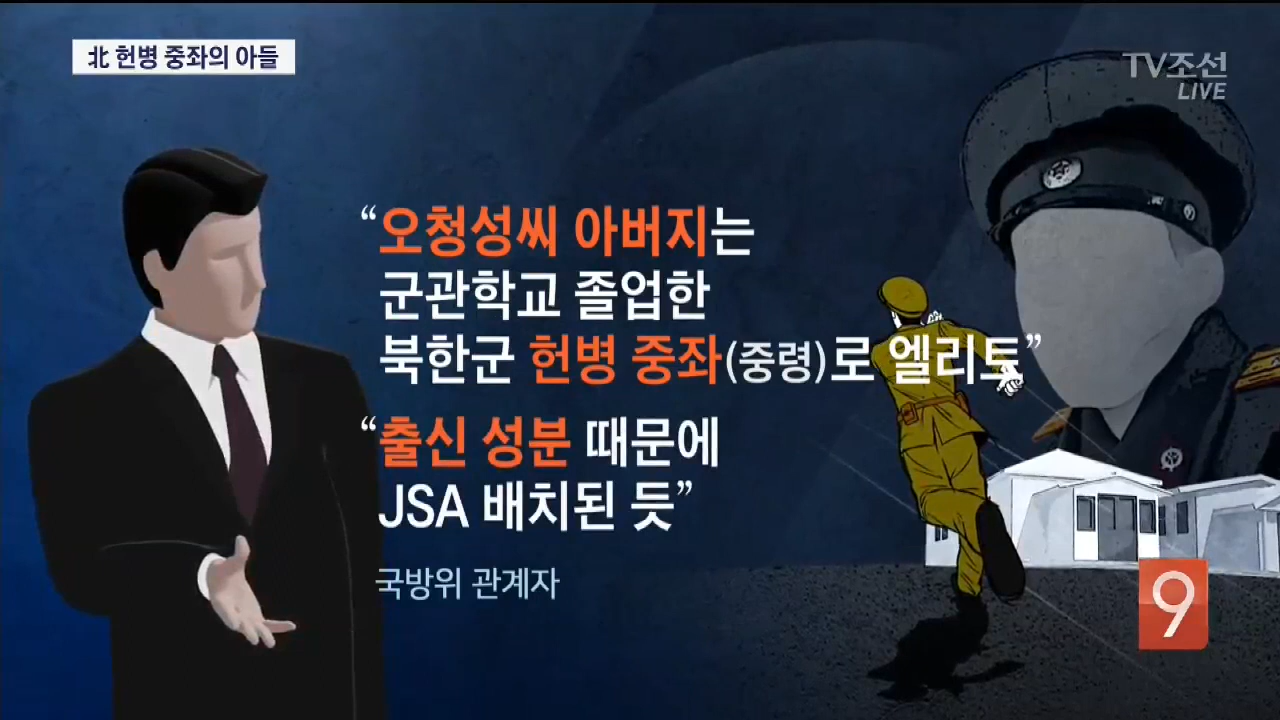 北 헌병 중좌의 아들
TV조선
LIVE
“오청성씨 아버지는
군관학교 졸업한
북한군 헌병 중좌(중령)로 엘리트”
“출신 성분 때문에
JSA 배치된 듯”
국방위 관계자
9